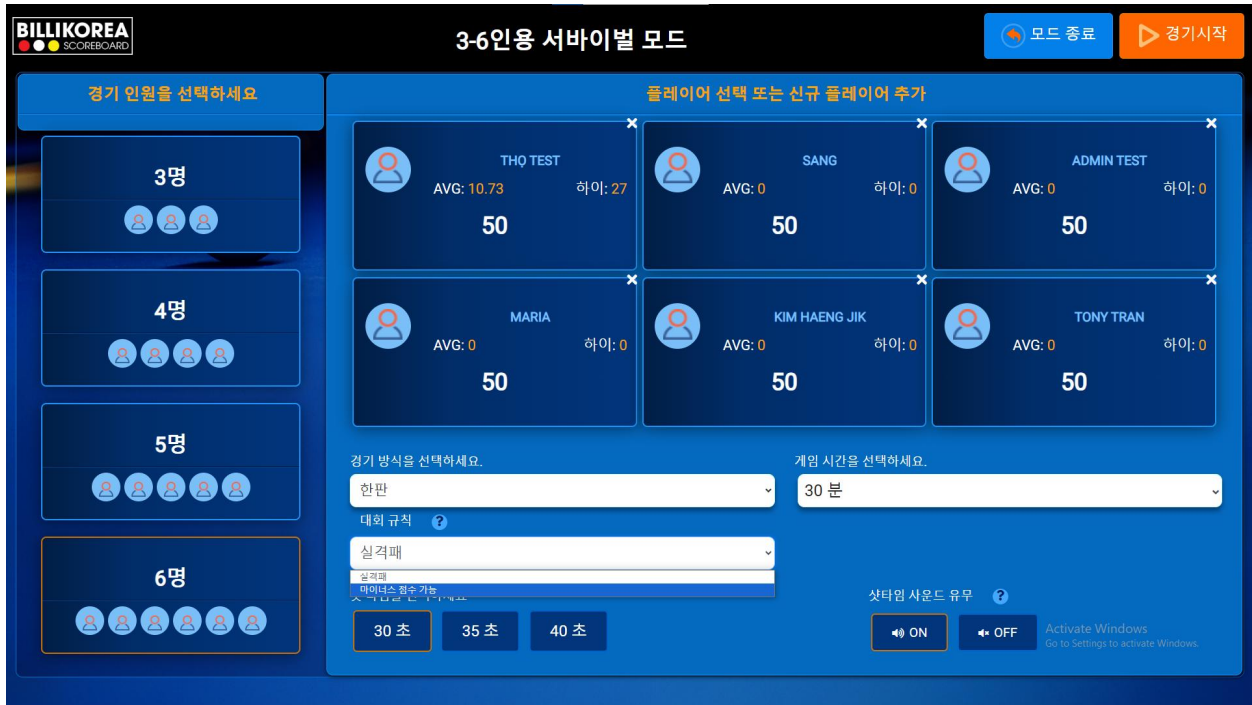 BILLIKOREA
SCOREBOARD
3-6인용 서바이벌 모드
모드 종료
경기시작
경기 인원을 선택하세요
3명
4명
5명
6명
플레이어 선택 또는 신규 플레이어 추가
×
THỌ TEST
AVG: 10.73 하이: 27
50
×
SANG
AVG: 0 하이: 0
50
×
ADMIN TEST
AVG: 0 하이: 0
50
×
MARIA
AVG: 0 하이: 0
50
×
KIM HAENG JIK
AVG: 0 하이: 0
50
×
TONY TRAN
AVG: 0 하이: 0
50
경기 방식을 선택하세요.
한판
게임 시간을 선택하세요.
30 분
대회 규칙 ?
실격패
실격패
마이너스 점수 가능
30 초
35 초
40 초
샷타임 사운드 유무 ?
ON
OFF
Activate Windows
Go to Settings to activate Windows.